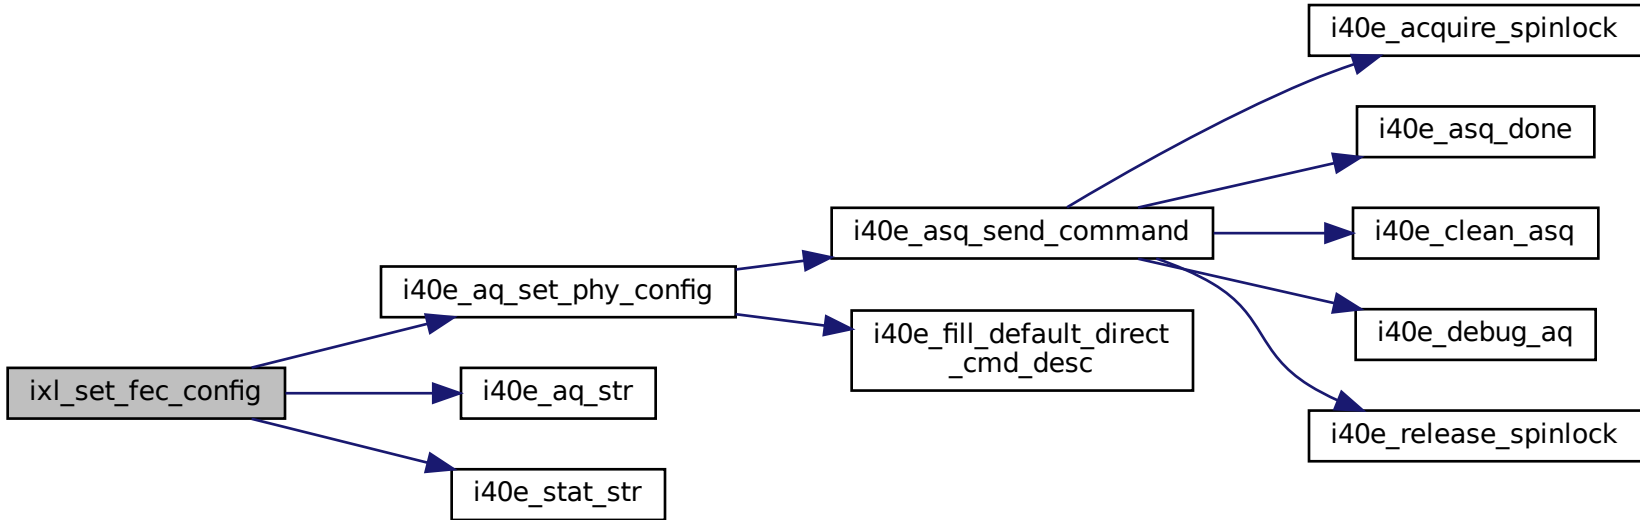 i40e_acquire_spinlock
i40e_asq_done
i40e_asq_send_command
i40e_clean_asq
i40e_aq_set_phy_config
i40e_fill_default_direct
_cmd_desc
i40e_debug_aq
ixl_set_fec_config
i40e_aq_str
i40e_release_spinlock
i40e_stat_str